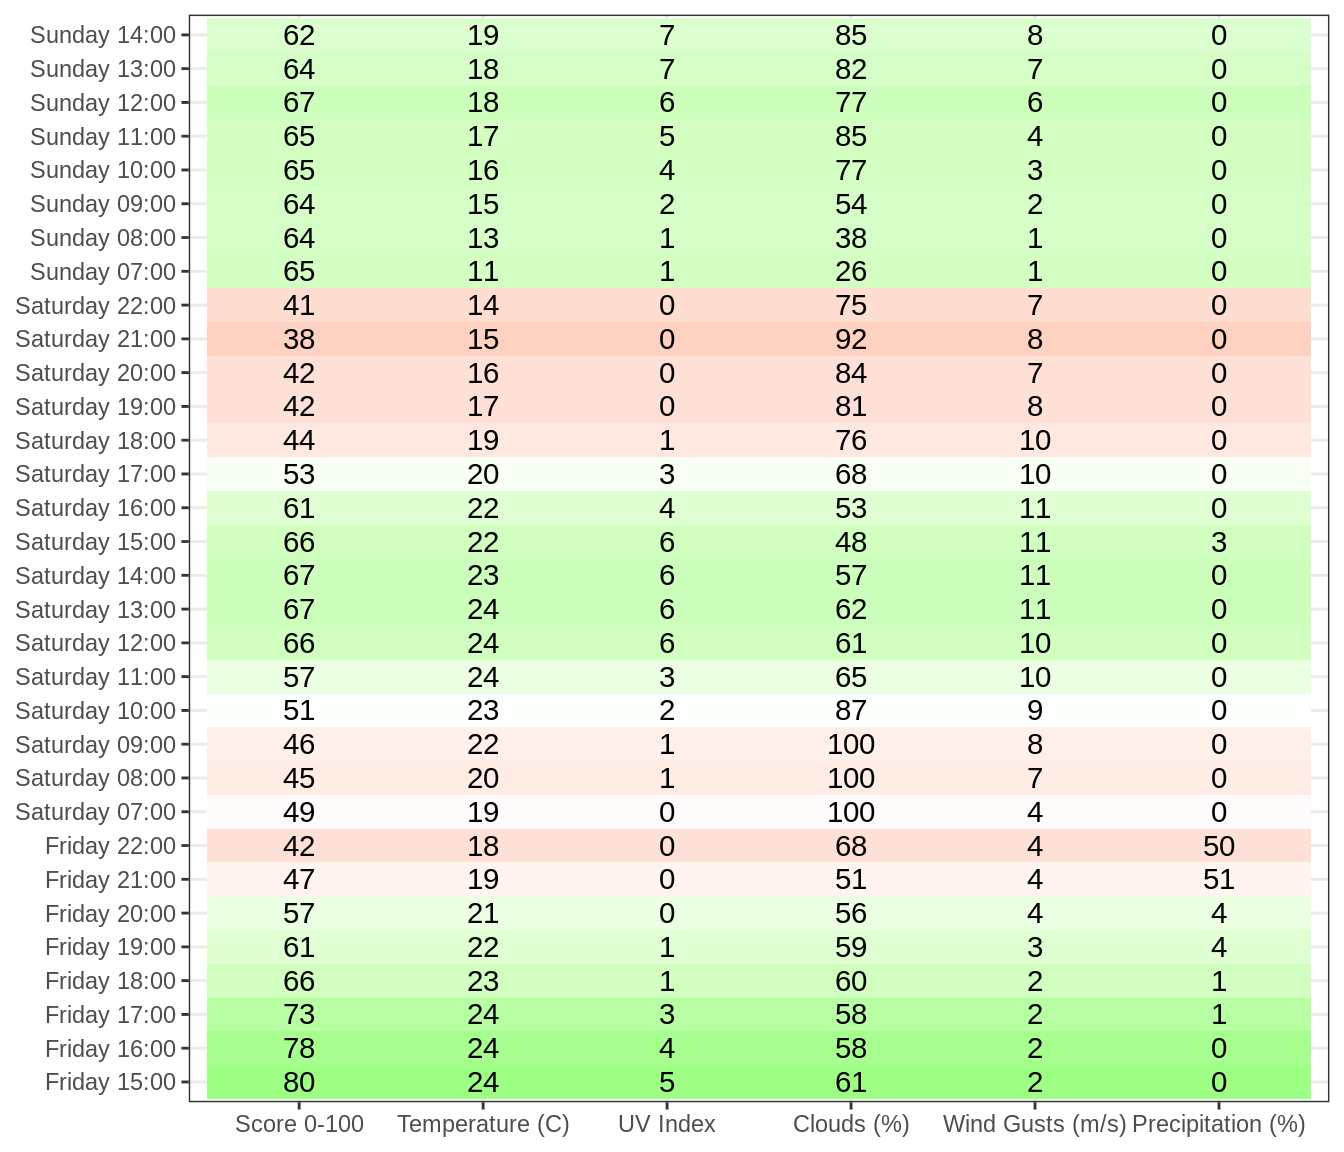 Sunday 14:00 62 19 7 85 8 0
Sunday 13:00 64 18 7 82 7 0
Sunday 12:00 67 18 6 77 6 0
Sunday 11:00 65 17 5 85 4 0
Sunday 10:00 65 16 4 77 3 0
Sunday 09:00 64 15 2 54 2 0
Sunday 08:00 64 13 1 38 1 0
Sunday 07:00 65 11 1 26 1 0
Saturday 22:00 41 14 0 75 7 0
Saturday 21:00 38 15 0 92 8 0
Saturday 20:00 42 16 0 84 7 0
Saturday 19:00 42 17 0 81 8 0
Saturday 18:00 44 19 1 76 10 0
Saturday 17:00 53 20 3 68 10 0
Saturday 16:00 61 22 4 53 11 0
Saturday 15:00 66 22 6 48 11 3
Saturday 14:00 67 23 6 57 11 0
Saturday 13:00 67 24 6 62 11 0
Saturday 12:00 66 24 6 61 10 0
Saturday 11:00 57 24 3 65 10 0
Saturday 10:00 51 23 2 87 9 0
Saturday 09:00 46 22 1 100 8 0
Saturday 08:00 45 20 1 100 7 0
Saturday 07:00 49 19 0 100 4 0
Friday 22:00 42 18 0 68 4 50
Friday 21:00 47 19 0 51 4 51
Friday 20:00 57 21 0 56 4 4
Friday 19:00 61 22 1 59 3 4
Friday 18:00 66 23 1 60 2 1
Friday 17:00 73 24 3 58 2 1
Friday 16:00 78 24 4 58 2 0
Friday 15:00 80 24 5 61 2 0
Score 0-100 Temperature (C) UV Index Clouds (%) Wind Gusts (m/s) Precipitation (%)